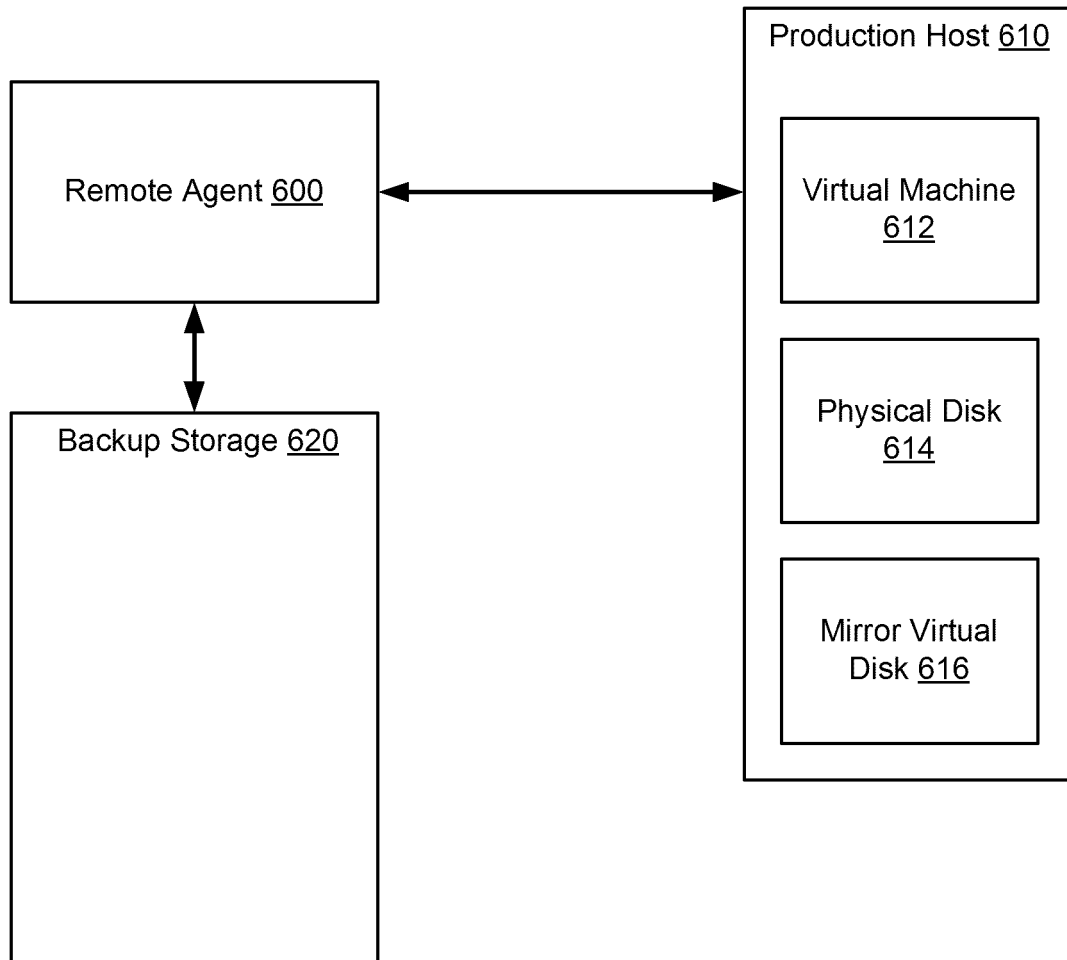 Production Host 610
Remote Agent 600
Virtual Machine
612
Physical Disk
614
Backup Storage 620
Mirror Virtual
Disk 616